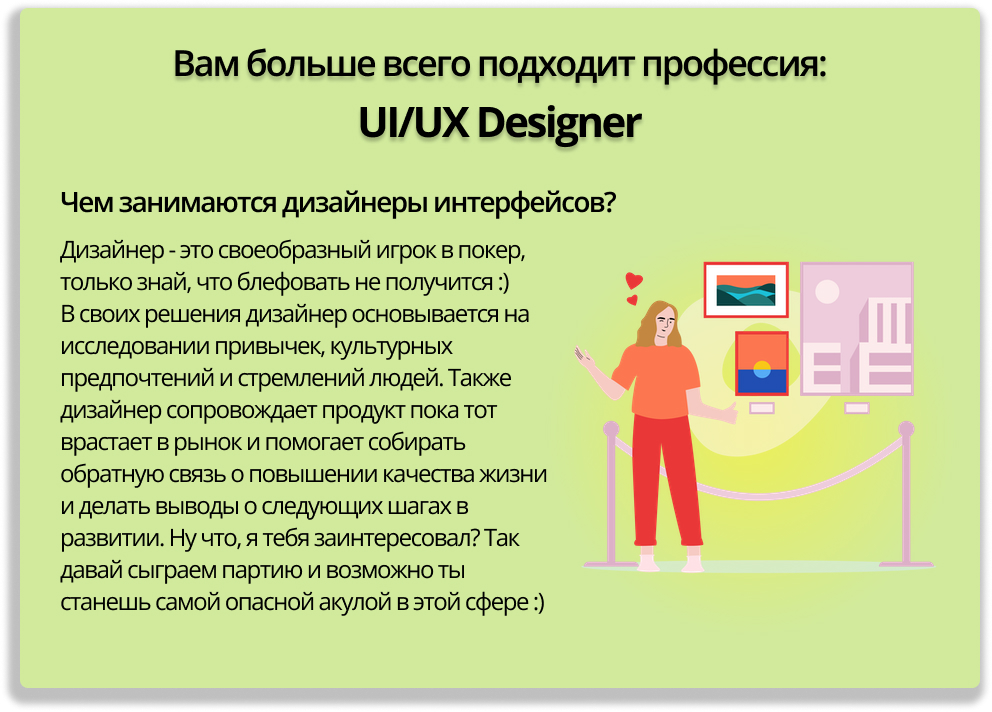 Вам больше всего подходит профессия:
UI/UX Designer
Чем занимаются дизайнеры интерфейсов?
Дизайнер - это своеобразный игрок в покер,
только знай, что блефовать не получится :)
В своих решения дизайнер основывается на
исследовании привычек, культурных
предпочтений и стремлений людей. Также
дизайнер сопровождает продукт пока тот
врастает в рынок и помогает собирать
обратную связь о повышении качества жизни
и делать выводы о следующих шагах в
развитии. Ну что, я тебя заинтересовал? Так
давай сыграем партию и возможно ты
станешь самой опасной акулой в этой сфере :)